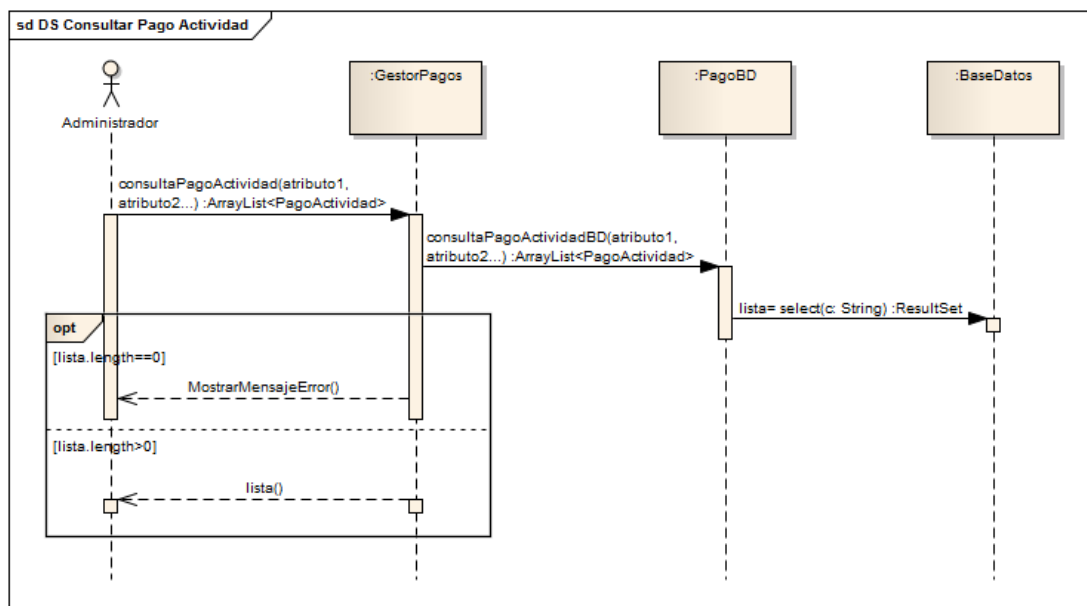 sd DS Consultar Pago Actividad
Administrador
:GestorPagos
:PagoBD
:BaseDatos
consultaPagoActividad(atributo1,
atributo2...) :ArrayList<PagoActividad>
consultaPagoActividadBD(atributo1,
atributo2...) :ArrayList<PagoActividad>
lista= select(c: String) :ResultSet
opt
[lista.length==0]
MostrarMensajeError()
[lista.length>0]
lista()